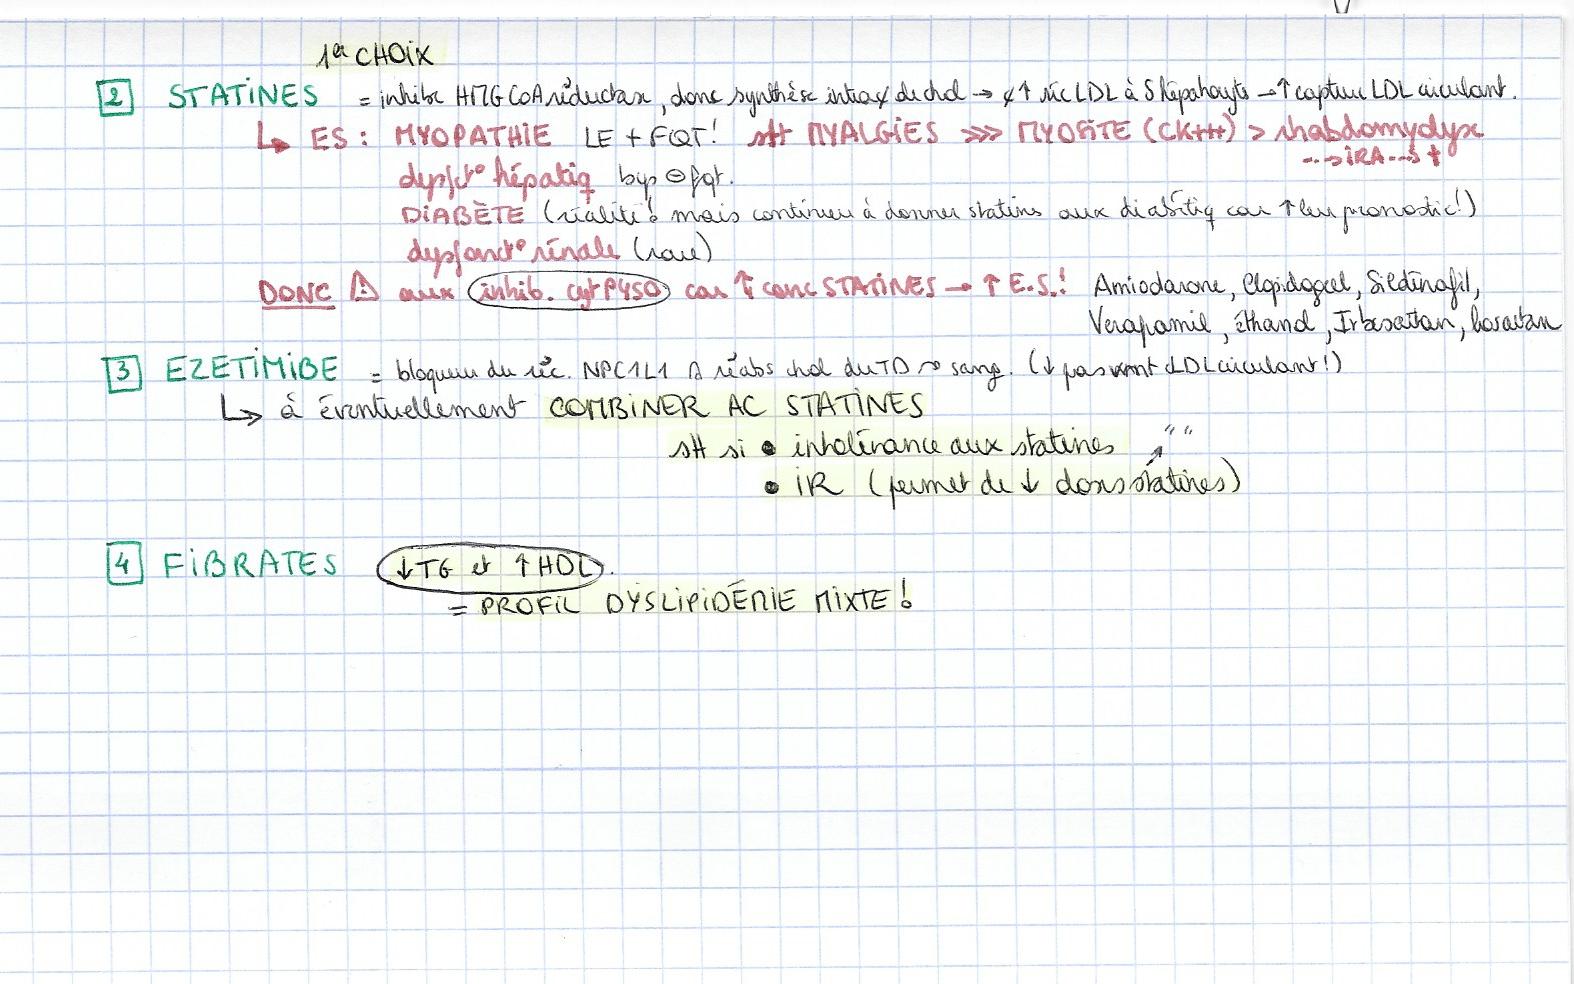 1er CHOIX
2 STATINES = inhibe HMG CoA réductase, donc synthèse intra¢ de chol → ¢ ↑ réc LDL à S hépatocyte → ↑ capture LDL circulant.
↳ ES : MYOPATHIE LE + FQT! stt MYALGIES >>> MYOSITE (CK+++) > rhabdomyolyse
--> IRA --> †
dysfct° hépatiq bcp ⊖ fqt.
DIABÈTE (réalité! mais continuer à donner statines aux diabétiq car ↑ leur pronostic!)
dysfonct° rénale (rare)
DONC ⚠ aux inhib. cyt P450 car ↑ conc STATINES → ↑ E.S.! Amiodarone, Clopidogrel, Sildénafil,
Verapamil, éthanol, Irbesartan, losartan
3 EZETIMIBE = bloqueur du réc. NPC1L1 réabs chol du TD sang. (↓ pas LDL circulant!)
↳ à éventuellement COMBINER AC STATINES
stt si • intolérance aux statines ↗ " "
• IR (permet de ↓ doses statines)
4 FIBRATES ↓ TG et ↑ HDL.
= PROFIL DYSLIPIDÉMIE MIXTE!